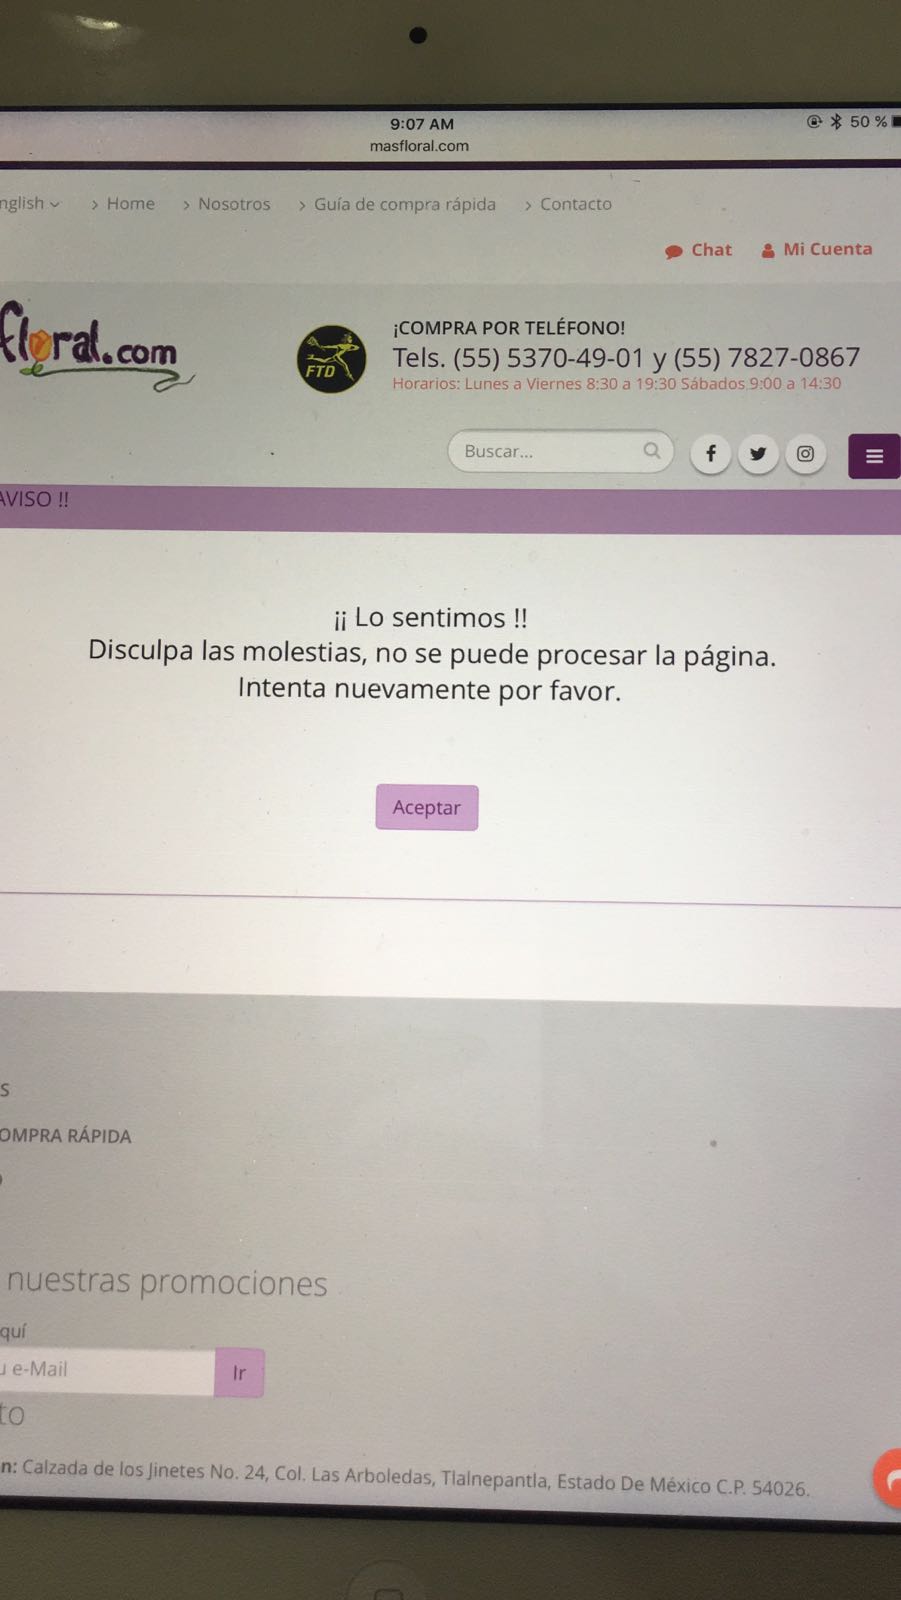 9:07 AM
50 %
masfloral.com
nglish
Home
Nosotros
Guía de compra rápida
Contacto
Chat
Mi Cuenta
floral.com
FTD
¡COMPRA POR TELÉFONO!
Tels. (55) 5370-49-01 y (55) 7827-0867
Horarios: Lunes a Viernes 8:30 a 19:30 Sábados 9:00 a 14:30
Buscar...
AVISO !!
¡¡ Lo sentimos !!
Disculpa las molestias, no se puede procesar la página.
Intenta nuevamente por favor.
Aceptar
s
OMPRA RÁPIDA
nuestras promociones
quí
u e-Mail
Ir
to
n: Calzada de los Jinetes No. 24, Col. Las Arboledas, Tlalnepantla, Estado De México C.P. 54026.